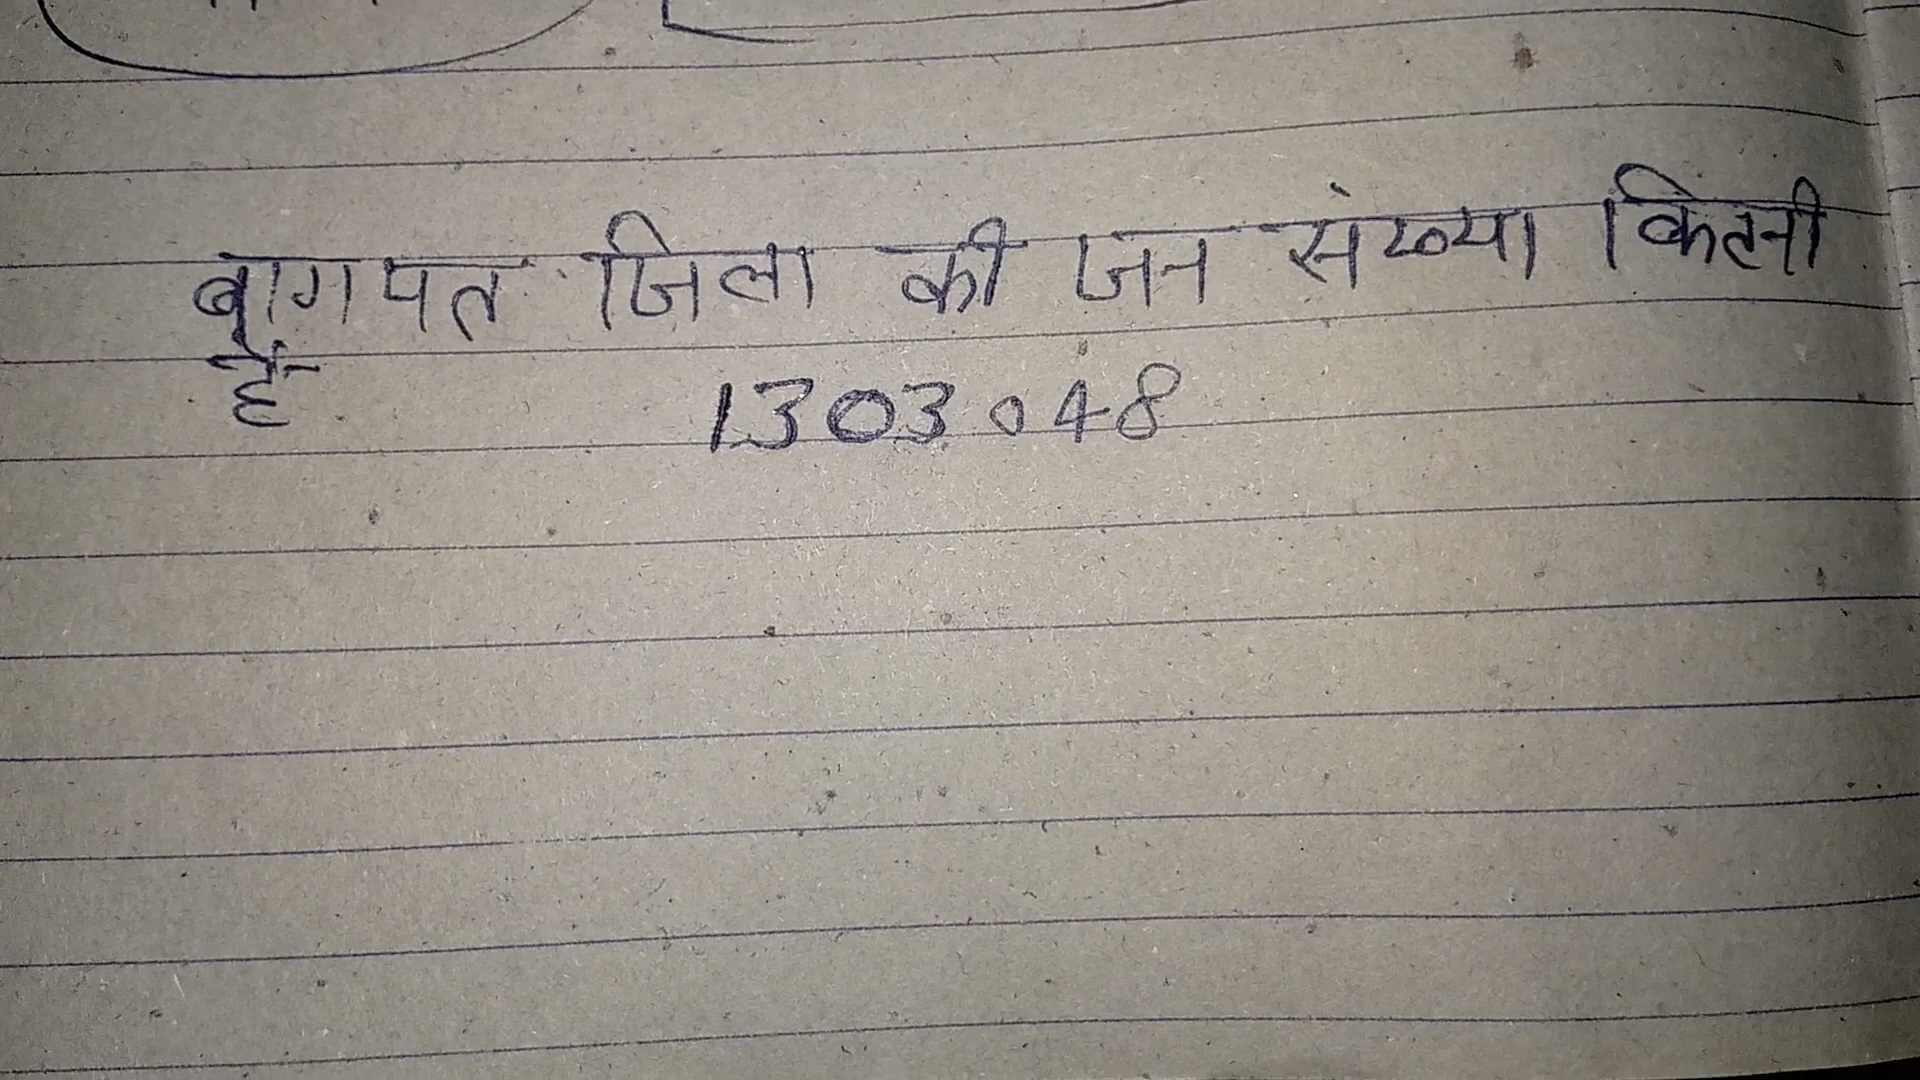 बागपत जिला की जन संख्या कितनी
है
1303048